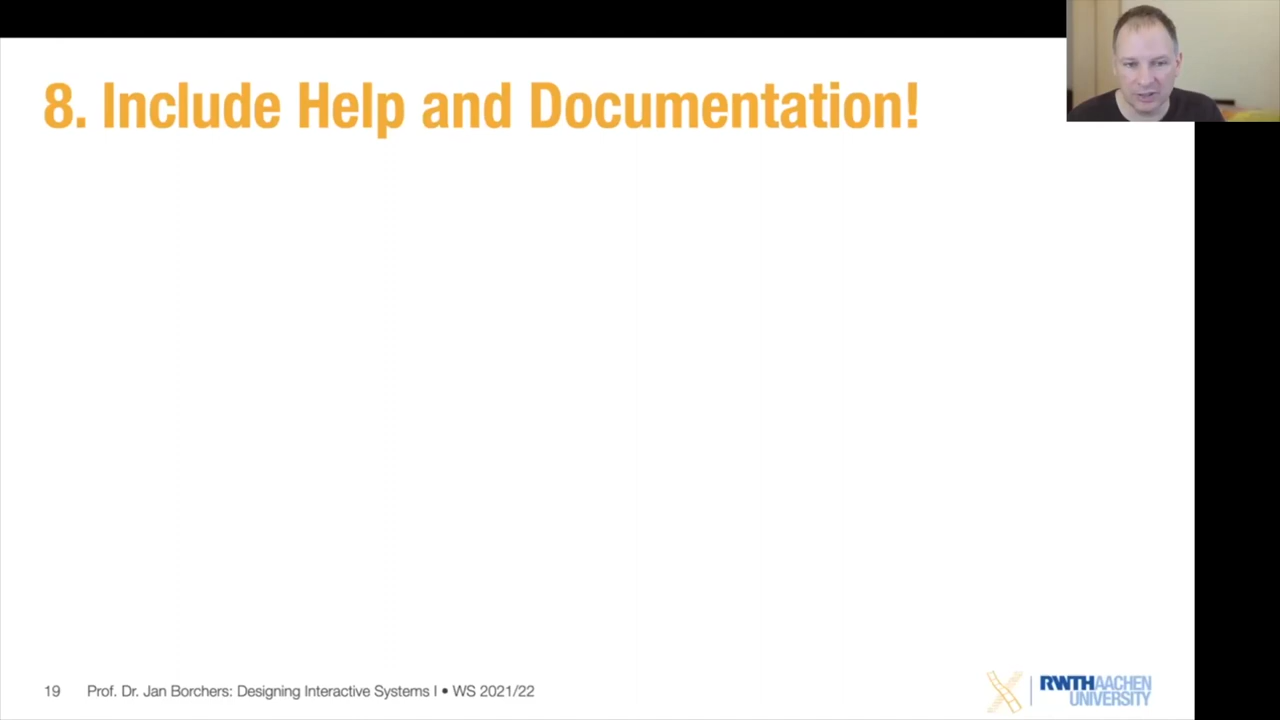 8. Include Help and Documentation!
19 Prof. Dr. Jan Borchers: Designing Interactive Systems I • WS 2021/22
RWTHAACHEN
UNIVERSITY